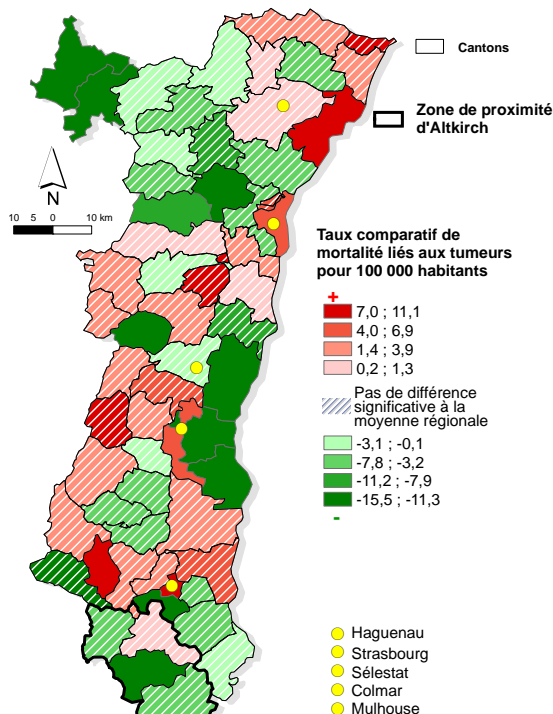 Cantons
Zone de proximité
d'Altkirch
N
10 5 0 10 km
Taux comparatif de
mortalité liés aux tumeurs
pour 100 000 habitants
+
7,0 ; 11,1
4,0 ; 6,9
1,4 ; 3,9
0,2 ; 1,3
Pas de différence
significative à la
moyenne régionale
-3,1 ; -0,1
-7,8 ; -3,2
-11,2 ; -7,9
-15,5 ; -11,3
-
Haguenau
Strasbourg
Sélestat
Colmar
Mulhouse